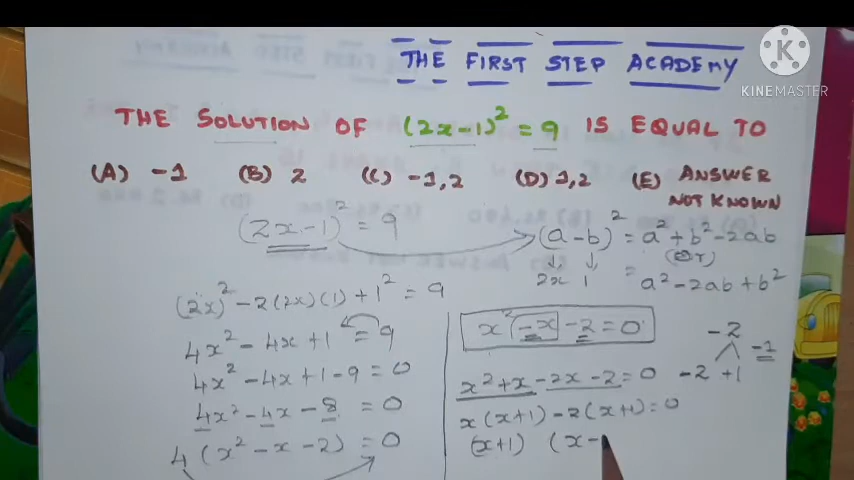 THE FIRST STEP ACADEMY
KINEMASTER
THE SOLUTION OF (2x-1)² = 9 IS EQUAL TO
(A) -1 (B) 2 (C) -1,2 (D) 1,2 (E) ANSWER NOT KNOWN
(2x-1)² = 9
(a-b)² = a² + b² - 2ab
(or)
2x 1 = a² - 2ab + b²
(2x)² - 2(2x)(1) + 1² = 9
4x² - 4x + 1 = 9
4x² - 4x + 1 - 9 = 0
4x² - 4x - 8 = 0
4(x² - x - 2) = 0
x² - x - 2 = 0
-2
-1
-2 +1
x² + x - 2x - 2 = 0
x(x+1) - 2(x+1) = 0
(x+1) (x-